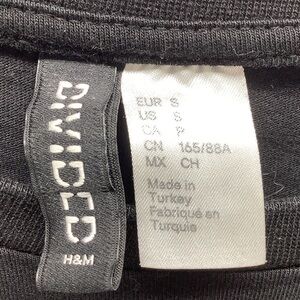 DIVIDED
H&M
EUR S
US S
CA P
CN 165/88A
MX CH
Made in
Turkey
Fabriqué en
Turquie